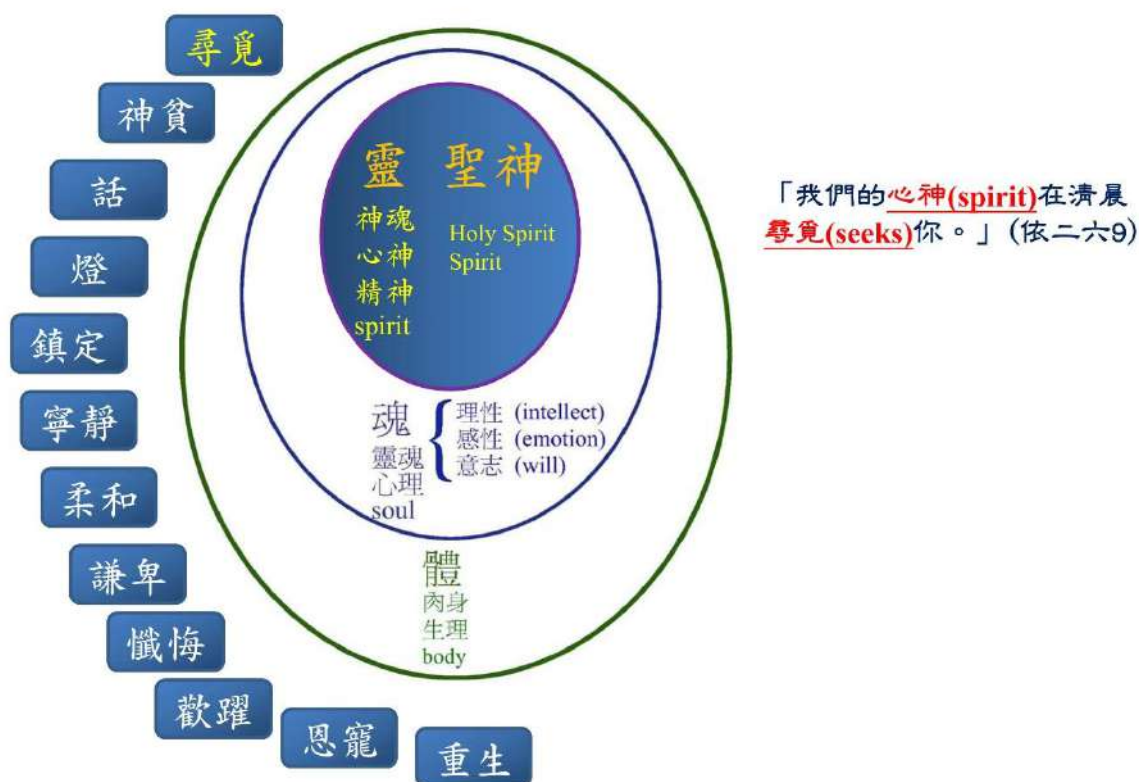 尋覓
神貧
話
燈
鎮定
寧靜
柔和
謙卑
懺悔
歡躍
恩寵
重生
靈 聖神
神魂
心神
精神
spirit
Holy Spirit
Spirit
魂
靈魂
心理
soul
{
理性 (intellect)
感性 (emotion)
意志 (will)
體
肉身
生理
body
「我們的心神(spirit)在清晨
尋覓(seeks)你。」(依二六9)